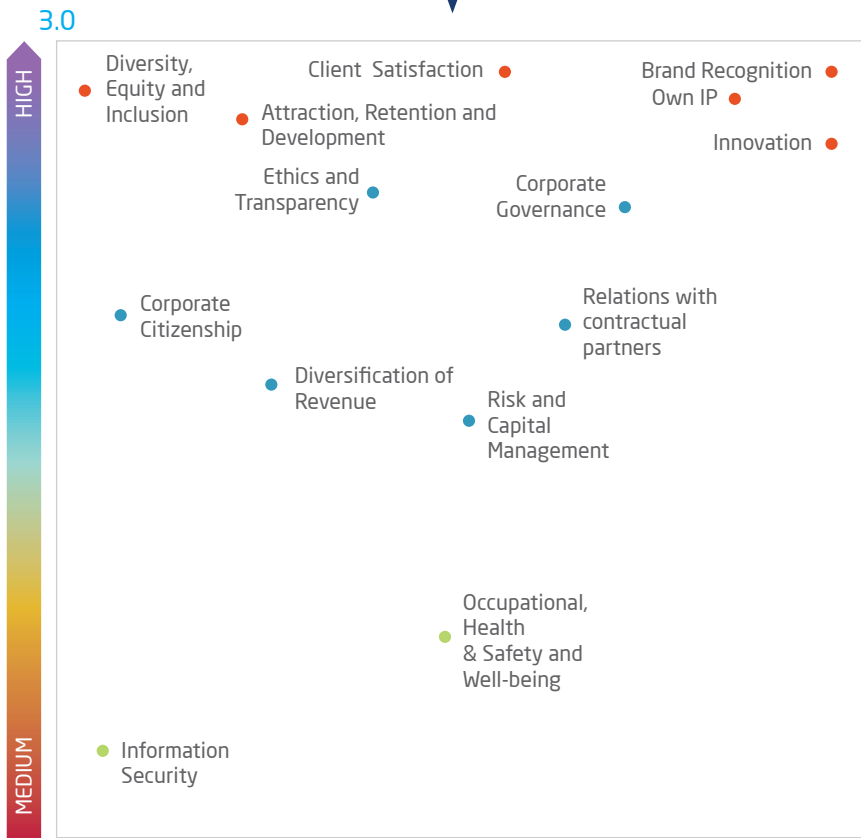 3.0
HIGH
Diversity,
Equity and
Inclusion
Client Satisfaction
Brand Recognition
Own IP
Attraction, Retention and
Development
Innovation
Ethics and
Transparency
Corporate
Governance
Corporate
Citizenship
Relations with
contractual
partners
Diversification of
Revenue
Risk and
Capital
Management
Occupational,
Health
& Safety and
Well-being
Information
Security
MEDIUM